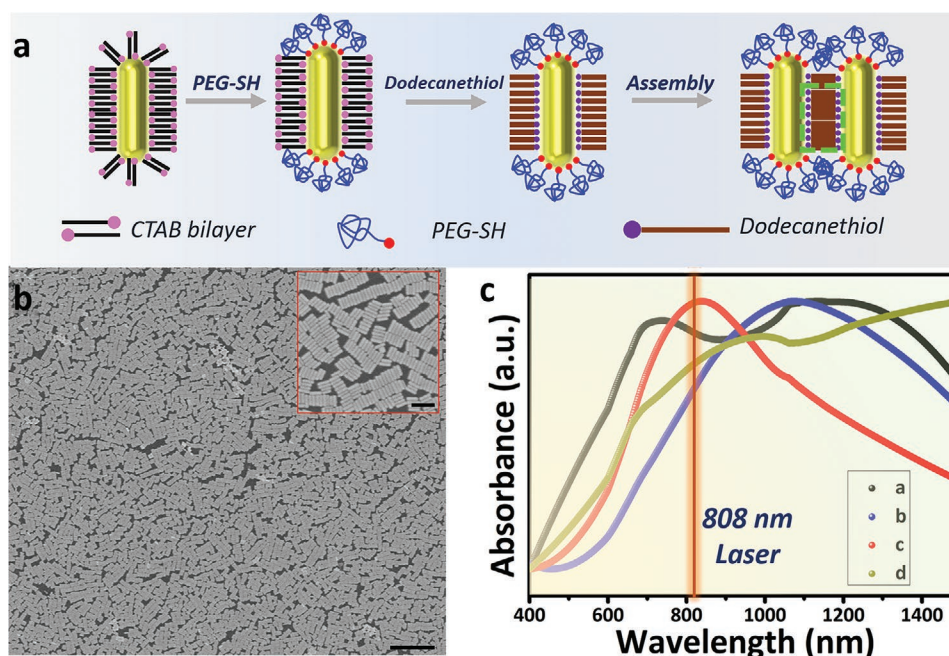 a
PEG-SH
Dodecanethiol
Assembly
CTAB bilayer
PEG-SH
Dodecanethiol
b
c
Absorbance (a.u.)
808 nm
Laser
a
b
c
d
400 600 800 1000 1200 1400
Wavelength (nm)